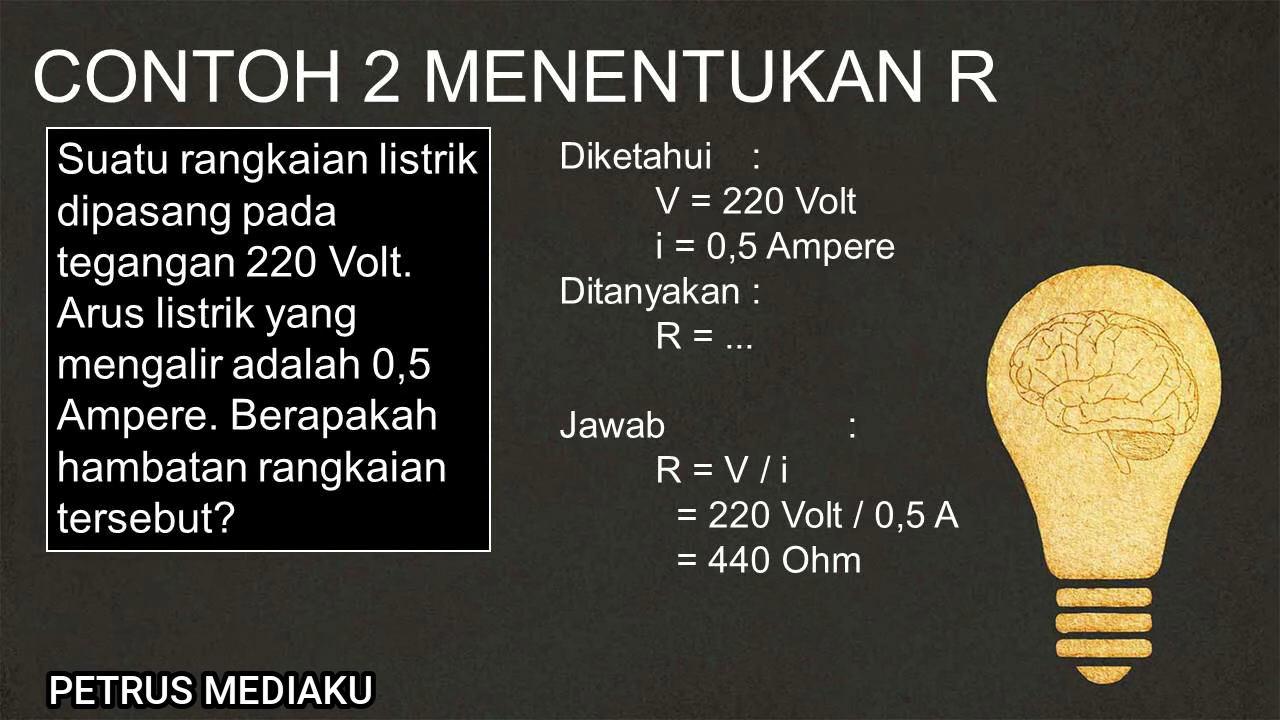 CONTOH 2 MENENTUKAN R
Suatu rangkaian listrik
dipasang pada
tegangan 220 Volt.
Arus listrik yang
mengalir adalah 0,5
Ampere. Berapakah
hambatan rangkaian
tersebut?
Diketahui :
V = 220 Volt
i = 0,5 Ampere
Ditanyakan :
R = ...
Jawab :
R = V / i
= 220 Volt / 0,5 A
= 440 Ohm
PETRUS MEDIAKU